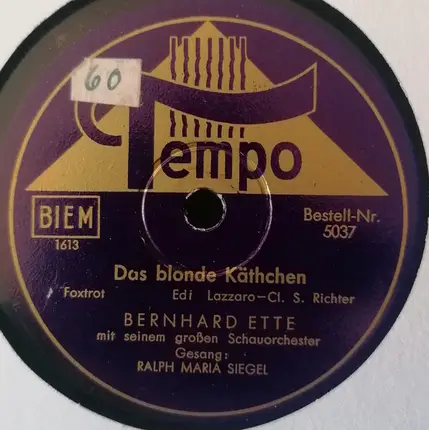 60
Tempo
BIEM
1613
Bestell-Nr.
5037
Das blonde Käthchen
Foxtrot Edi Lazzaro-Cl. S. Richter
BERNHARD ETTE
mit seinem großen Schauorchester
Gesang:
RALPH MARIA SIEGEL